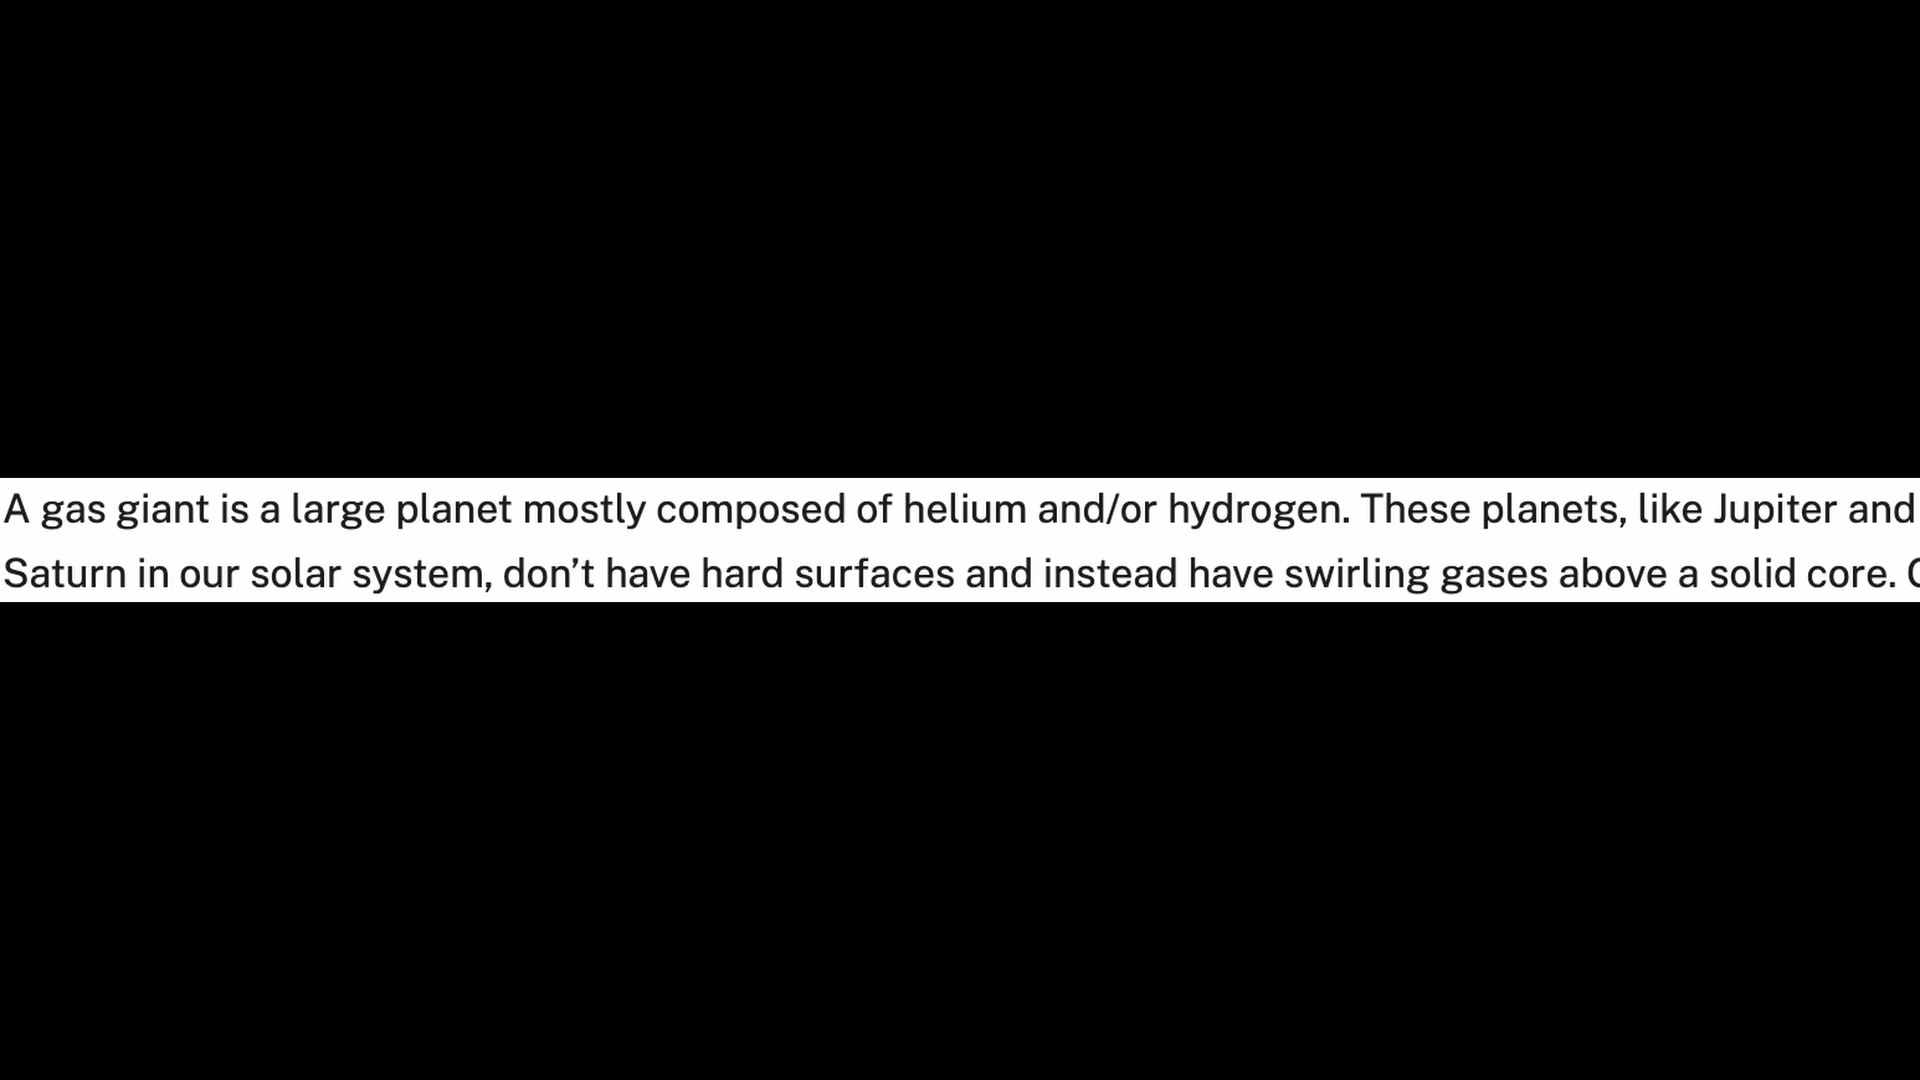 A gas giant is a large planet mostly composed of helium and/or hydrogen. These planets, like Jupiter and
Saturn in our solar system, don’t have hard surfaces and instead have swirling gases above a solid core.